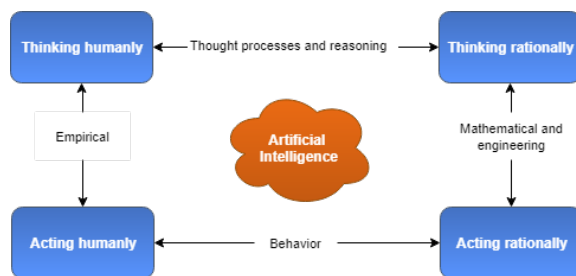 Thinking humanly
Thought processes and reasoning
Thinking rationally
Empirical
Artificial
Intelligence
Mathematical and
engineering
Acting humanly
Behavior
Acting rationally